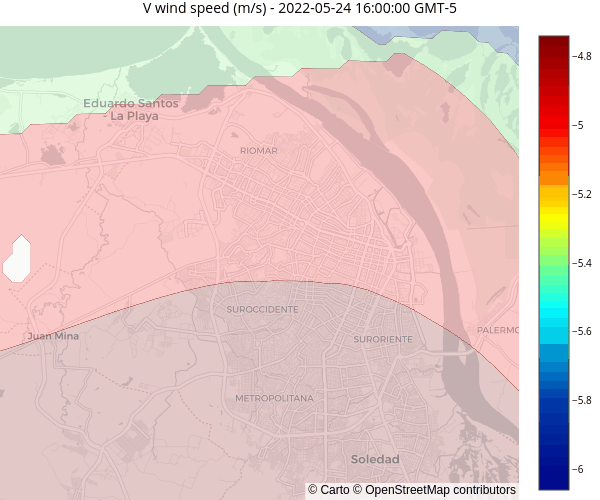 V wind speed (m/s) - 2022-05-24 16:00:00 GMT-5
−4.8
Eduardo Santos
- La Playa
−5
RIOMAR
−5.2
−5.4
SUROCCIDENTE
−5.6
PALERMO
Juan Mina
SURORIENTE
−5.8
METROPOLITANA
Soledad
−6
© Carto © OpenStreetMap contributors